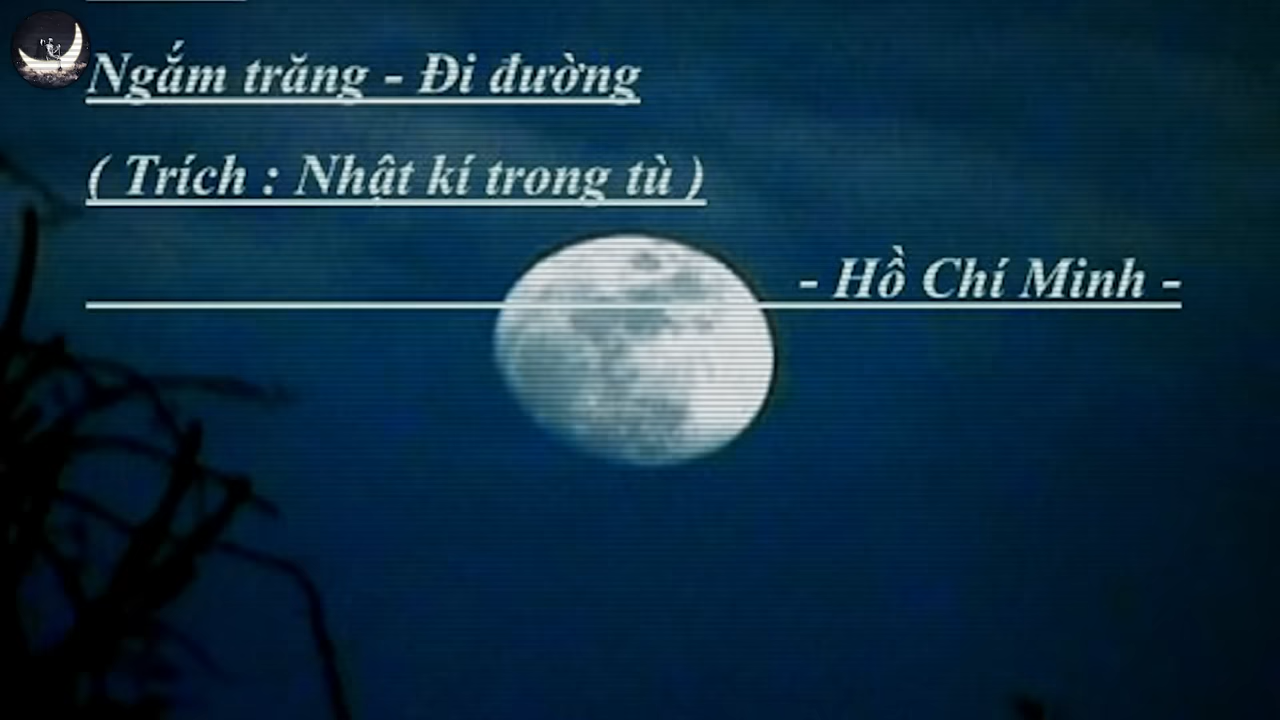 Ngắm trăng - Đi đường
( Trích : Nhật kí trong tù )
- Hồ Chí Minh -